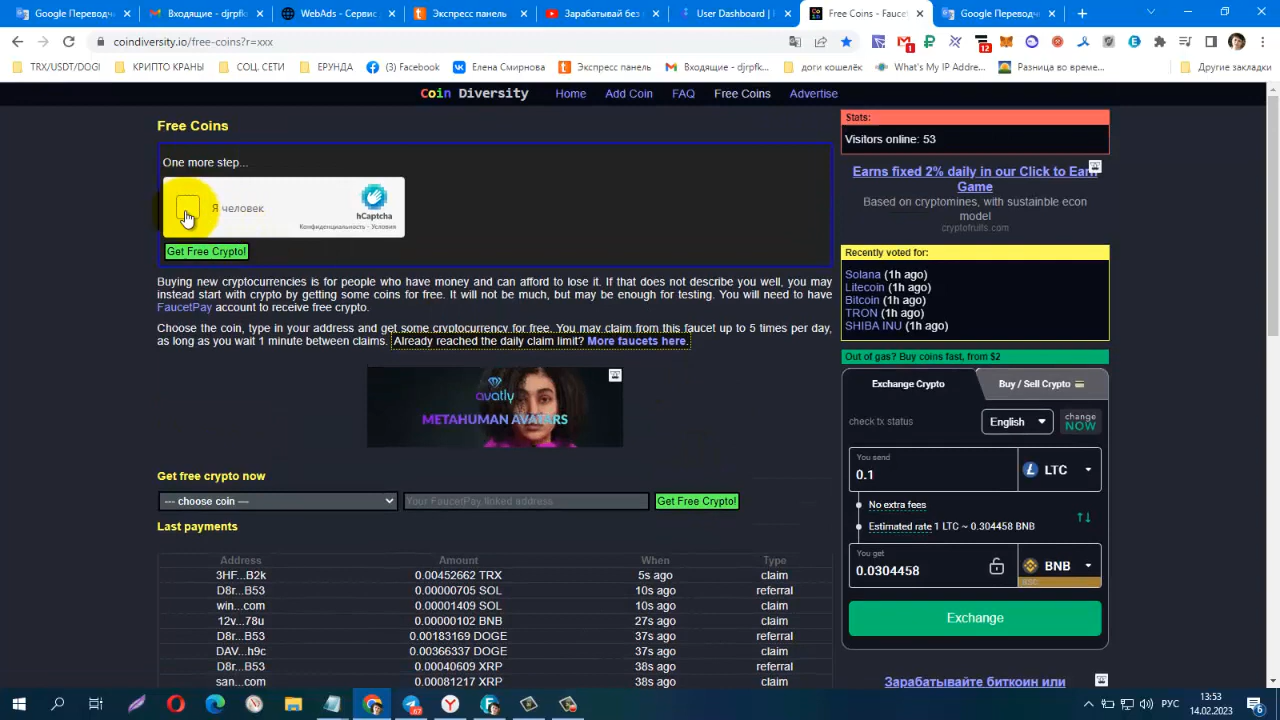 Google Переводч
Входящие - djrpfk
WebAds - Сервис
Экспресс панель
Зарабатывай без
User Dashboard |
Free Coins - Fauce
Google Переводч
coindiversity.io/free-coins?r=xxx
TRX/USDT/DOGI
КРИПТО КРАНЫ
СОЦ. СЕТИ
ЕРУНДА
(3) Facebook
Елена Смирнова
Экспресс панель
Входящие - djrpfk...
доги кошелёк
What's My IP Addre...
Разница во време...
Другие закладки
Coin Diversity
Home
Add Coin
FAQ
Free Coins
Advertise
Free Coins
One more step...
Я человек
hCaptcha
Конфиденциальность - Условия
Get Free Crypto!
Buying new cryptocurrencies is for people who have money and can afford to lose it. If that does not describe you well, you may
instead start with crypto by getting some coins for free. It will not be much, but may be enough for testing. You will need to have
FaucetPay account to receive free crypto.
Choose the coin, type in your address and get some cryptocurrency for free. You may claim from this faucet up to 5 times per day,
as long as you wait 1 minute between claims. Already reached the daily claim limit? More faucets here.
avatly
METAHUMAN AVATARS
Get free crypto now
--- choose coin ---
Your FaucetPay linked address
Get Free Crypto!
Last payments
Address Amount When Type
3HF...B2k 0.00452662 TRX 5s ago claim
D8r...B53 0.00000705 SOL 10s ago referral
win...com 0.00001409 SOL 10s ago claim
12v...Exu 0.00000102 BNB 27s ago claim
D8r...B53 0.00183169 DOGE 37s ago referral
DAV...h9c 0.00366337 DOGE 37s ago claim
D8r...B53 0.00040609 XRP 38s ago referral
san...com 0.00081217 XRP 38s ago claim
Stats:
Visitors online: 53
Earns fixed 2% daily in our Click to Earn
Game
Based on cryptomines, with sustainble econ
model
cryptofruits.com
Recently voted for:
Solana (1h ago)
Litecoin (1h ago)
Bitcoin (1h ago)
TRON (1h ago)
SHIBA INU (1h ago)
Out of gas? Buy coins fast, from $2
Exchange Crypto
Buy / Sell Crypto
check tx status
English
change
NOW
You send
0.1
LTC
No extra fees
Estimated rate 1 LTC ~ 0.304458 BNB
You get
0.0304458
BNB
BSC
Exchange
Зарабатывайте биткоин или
РУС
13:53
14.02.2023